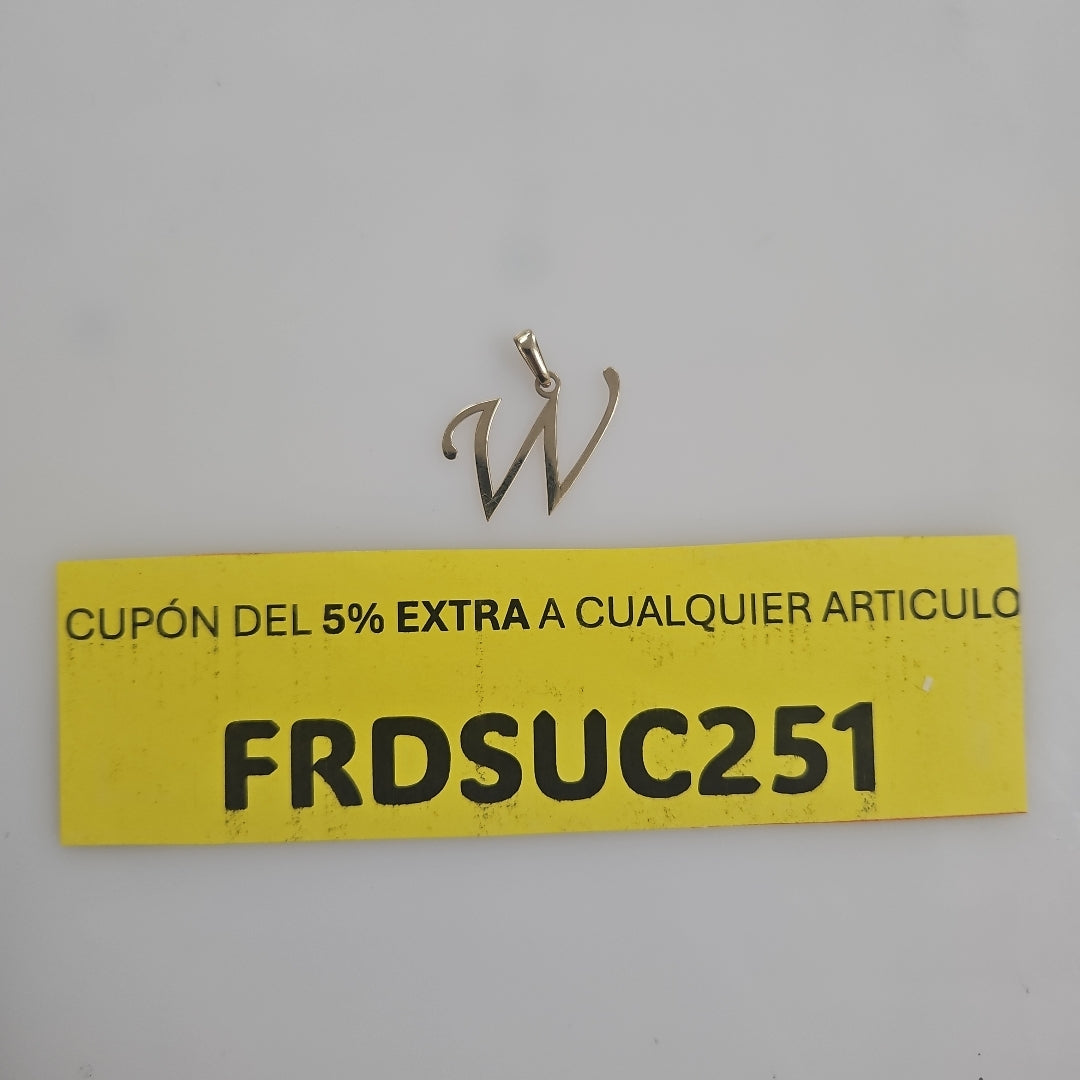 W
CUPÓN DEL 5% EXTRA A CUALQUIER ARTICULO
FRDSUC251